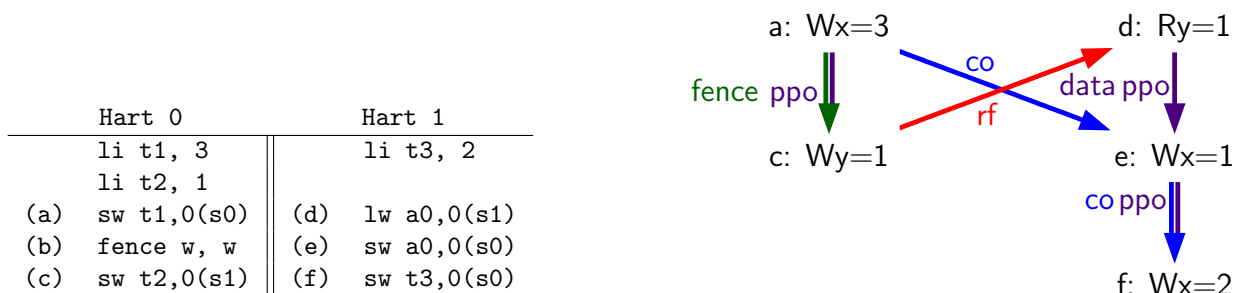 Hart 0 Hart 1
li t1, 3 li t3, 2
li t2, 1
(a) sw t1,0(s0) (d) lw a0,0(s1)
(b) fence w, w (e) sw a0,0(s0)
(c) sw t2,0(s1) (f) sw t3,0(s0)
a: Wx=3 d: Ry=1
co
fence ppo data ppo
rf
c: Wy=1 e: Wx=1
co ppo
f: Wx=2